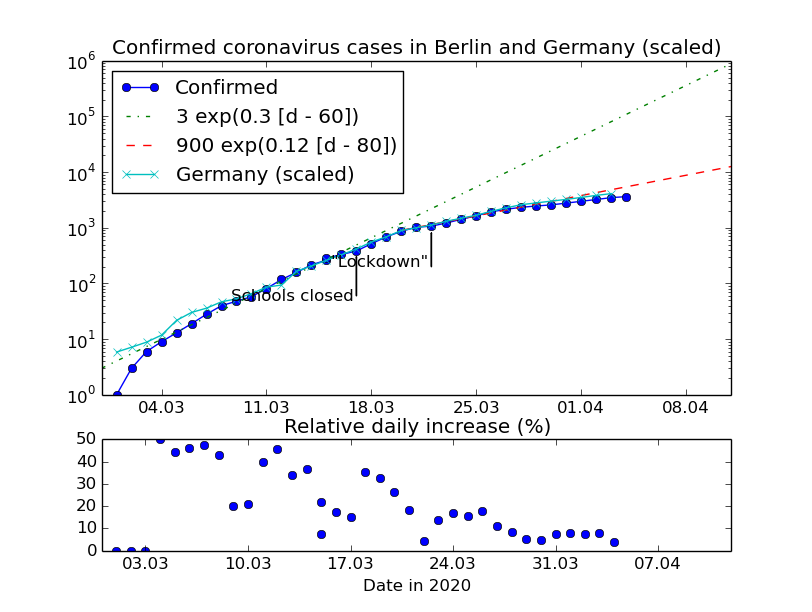 Confirmed coronavirus cases in Berlin and Germany (scaled)
10^6
10^5
10^4
10^3
10^2
10^1
10^0
Confirmed
3 exp(0.3 [d - 60])
900 exp(0.12 [d - 80])
Germany (scaled)
"Lockdown"
Schools closed
04.03 11.03 18.03 25.03 01.04 08.04
Relative daily increase (%)
50
40
30
20
10
0
03.03 10.03 17.03 24.03 31.03 07.04
Date in 2020